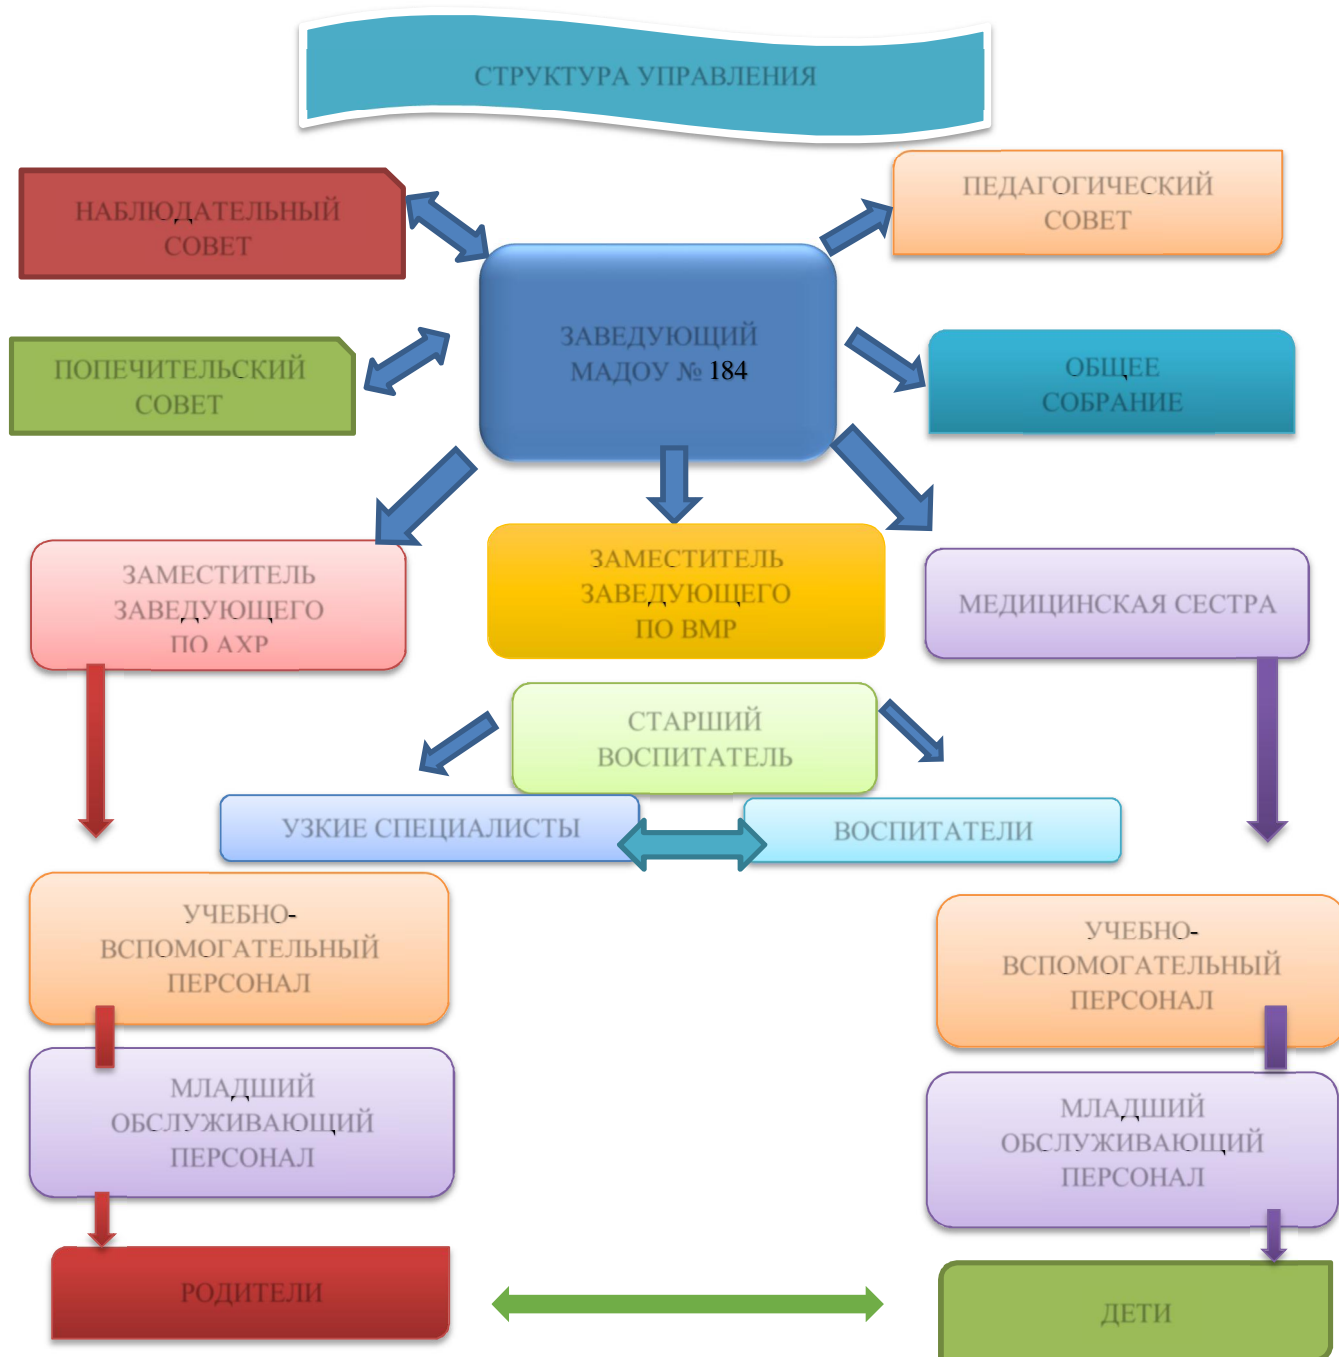 СТРУКТУРА УПРАВЛЕНИЯ
НАБЛЮДАТЕЛЬНЫЙ
СОВЕТ
ПЕДАГОГИЧЕСКИЙ
СОВЕТ
ЗАВЕДУЮЩИЙ
МАДОУ № 184
ПОПЕЧИТЕЛЬСКИЙ
СОВЕТ
ОБЩЕЕ
СОБРАНИЕ
ЗАМЕСТИТЕЛЬ
ЗАВЕДУЮЩЕГО
ПО АХР
ЗАМЕСТИТЕЛЬ
ЗАВЕДУЮЩЕГО
ПО ВМР
МЕДИЦИНСКАЯ СЕСТРА
СТАРШИЙ
ВОСПИТАТЕЛЬ
УЗКИЕ СПЕЦИАЛИСТЫ
ВОСПИТАТЕЛИ
УЧЕБНО-
ВСПОМОГАТЕЛЬНЫЙ
ПЕРСОНАЛ
УЧЕБНО-
ВСПОМОГАТЕЛЬНЫЙ
ПЕРСОНАЛ
МЛАДШИЙ
ОБСЛУЖИВАЮЩИЙ
ПЕРСОНАЛ
МЛАДШИЙ
ОБСЛУЖИВАЮЩИЙ
ПЕРСОНАЛ
РОДИТЕЛИ
ДЕТИ